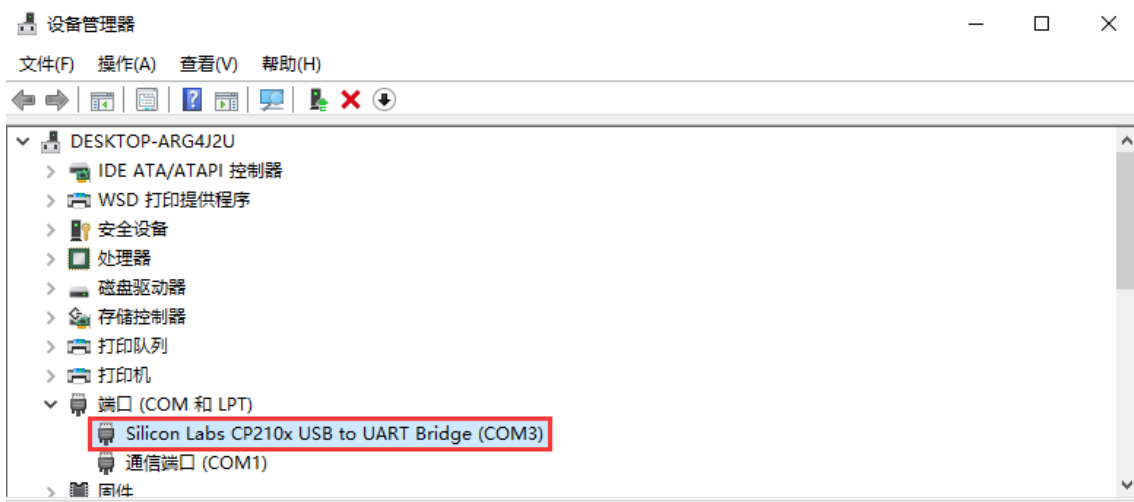 设备管理器
文件(F) 操作(A) 查看(V) 帮助(H)
DESKTOP-ARG4J2U
IDE ATA/ATAPI 控制器
WSD 打印提供程序
安全设备
处理器
磁盘驱动器
存储控制器
打印队列
打印机
端口 (COM 和 LPT)
Silicon Labs CP210x USB to UART Bridge (COM3)
通信端口 (COM1)
固件